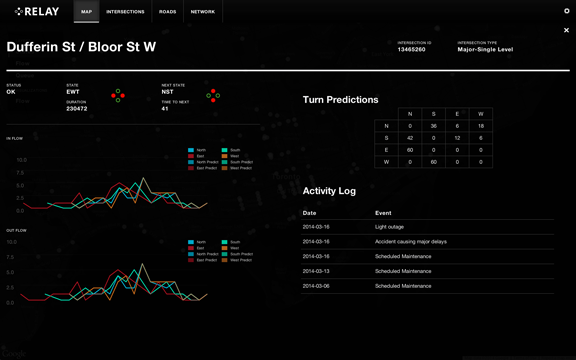 RELAY MAP INTERSECTIONS ROADS NETWORK
Dufferin St / Bloor St W
INTERSECTION ID
13465260
INTERSECTION TYPE
Major-Single Level
STATUS
OK
STATE
EWT
DURATION
230472
NEXT STATE
NST
TIME TO NEXT
41
IN FLOW
North South
East West
North Predict South Predict
East Predict West Predict
10.0
7.5
5.0
2.5
0.0
OUT FLOW
North South
East West
North Predict South Predict
East Predict West Predict
10.0
7.5
5.0
2.5
0.0
Turn Predictions
N S E W
N 0 36 6 18
S 42 0 12 6
E 60 0 0 0
W 0 60 0 0
Activity Log
Date Event
2014-03-16 Light outage
2014-03-16 Accident causing major delays
2014-03-16 Scheduled Maintenance
2014-03-13 Scheduled Maintenance
2014-03-06 Scheduled Maintenance